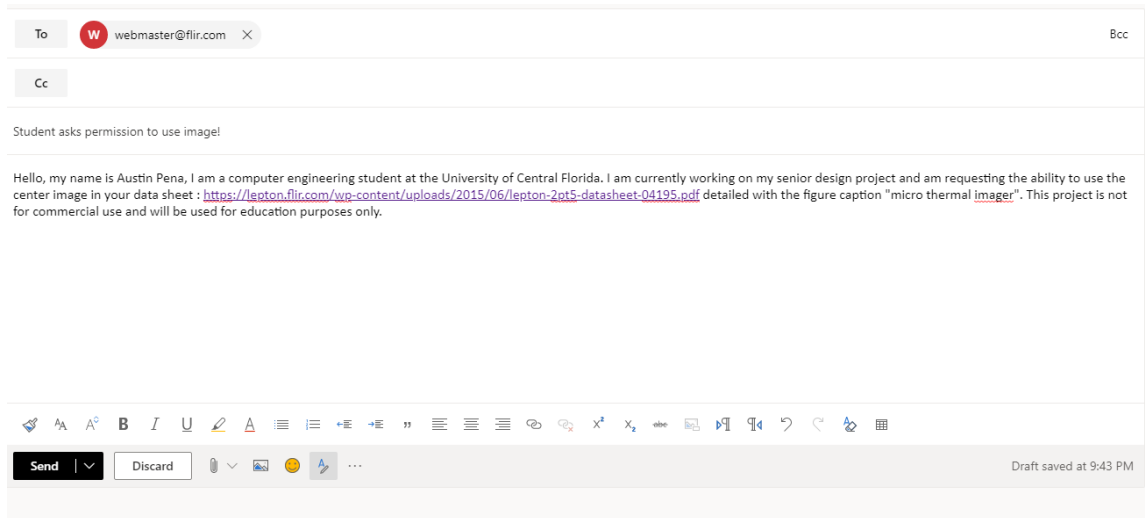 To W webmaster@flir.com Bcc
Cc
Student asks permission to use image!
Hello, my name is Austin Pena, I am a computer engineering student at the University of Central Florida. I am currently working on my senior design project and am requesting the ability to use the
center image in your data sheet : https://lepton.flir.com/wp-content/uploads/2015/06/lepton-2pt5-datasheet-04195.pdf detailed with the figure caption "micro thermal imager". This project is not
for commercial use and will be used for education purposes only.
Send Discard Draft saved at 9:43 PM